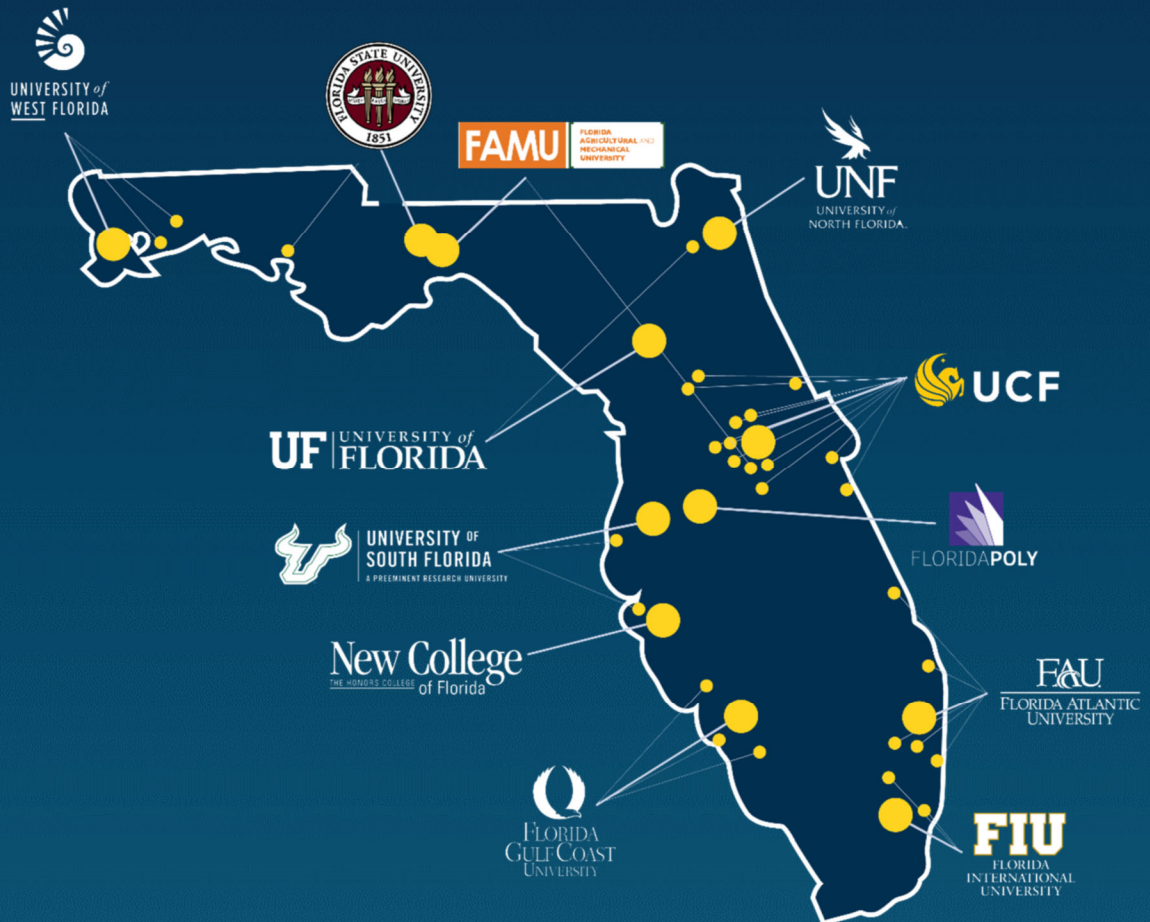 UNIVERSITY of
WEST FLORIDA
FLORIDA STATE UNIVERSITY
1851
FAMU
FLORIDA
AGRICULTURAL AND
MECHANICAL
UNIVERSITY
UNF
UNIVERSITY of
NORTH FLORIDA.
UCF
UF
UNIVERSITY of
FLORIDA
UNIVERSITY OF
SOUTH FLORIDA
A PREEMINENT RESEARCH UNIVERSITY
FLORIDAPOLY
New College
THE HONORS COLLEGE
of Florida
FAU
FLORIDA ATLANTIC
UNIVERSITY
FLORIDA
GULF COAST
UNIVERSITY
FIU
FLORIDA
INTERNATIONAL
UNIVERSITY